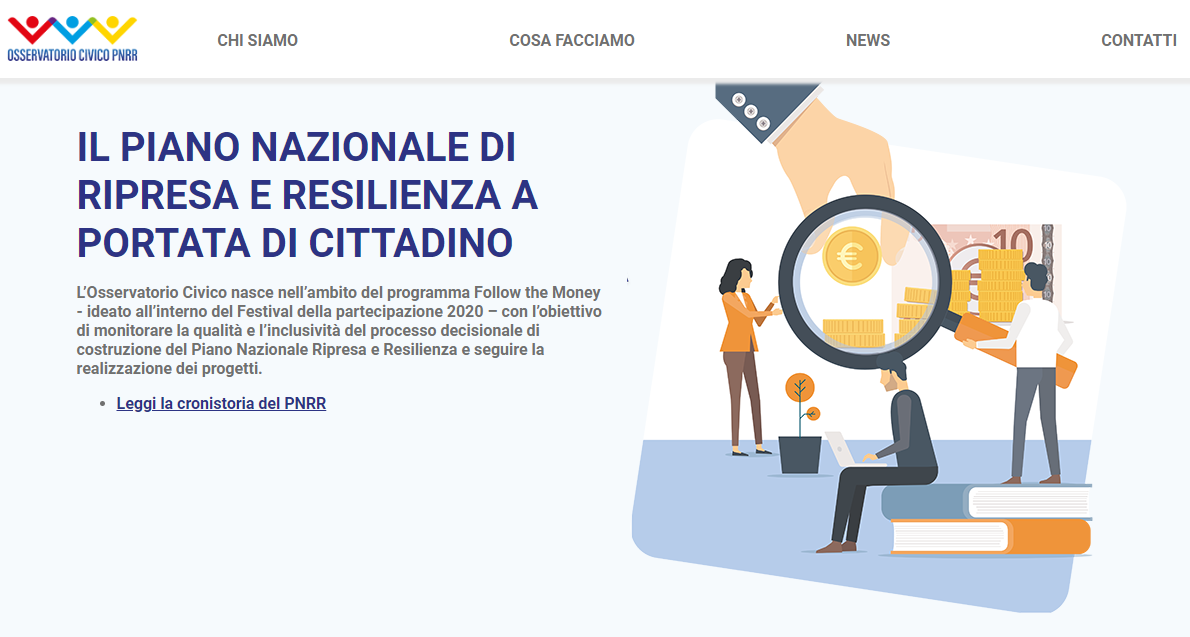 OSSERVATORIO CIVICO PNRR
CHI SIAMO
COSA FACCIAMO
NEWS
CONTATTI
IL PIANO NAZIONALE DI
RIPRESA E RESILIENZA A
PORTATA DI CITTADINO
L’Osservatorio Civico nasce nell’ambito del programma Follow the Money
- ideato all’interno del Festival della partecipazione 2020 – con l’obiettivo
di monitorare la qualità e l’inclusività del processo decisionale di
costruzione del Piano Nazionale Ripresa e Resilienza e seguire la
realizzazione dei progetti.
Leggi la cronistoria del PNRR
€
10